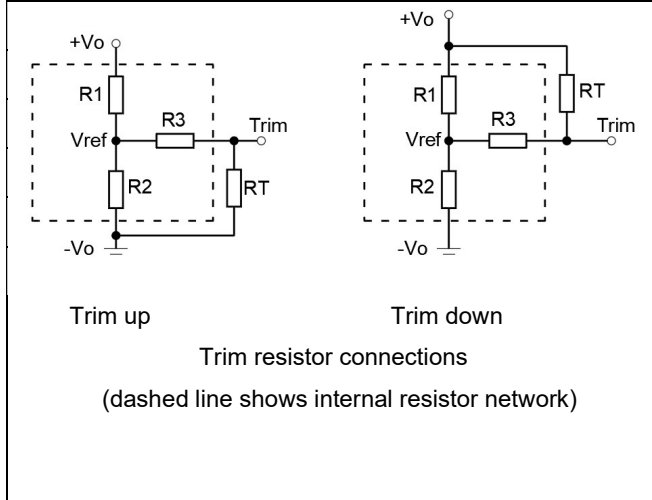 +Vo
R1
Vref
R3
Trim
R2
RT
-Vo
+Vo
R1
RT
Vref
R3
Trim
R2
-Vo
Trim up
Trim down
Trim resistor connections
(dashed line shows internal resistor network)